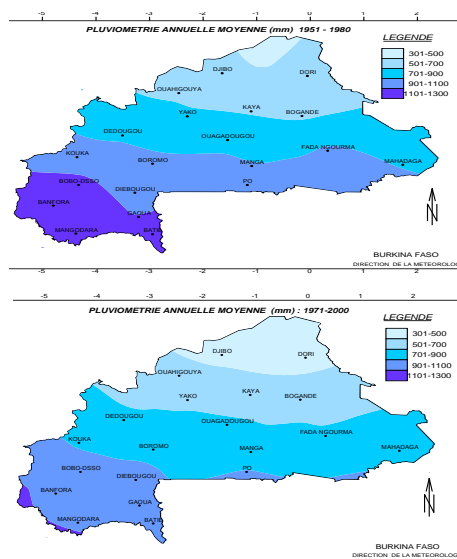 -5 -4 -3 -2 -1 0 1 2
PLUVIOMETRIE ANNUELLE MOYENNE (mm) 1951 - 1980
LEGENDE
301-500
501-700
701-900
901-1100
1101-1300
DJIBO
DORI
OUAHIGOUYA
YAKO
KAYA
BOGANDE
DEDOUGOU
OUAGADOUGOU
KOUKA
BOROMO
MANGA
FADA NGOURMA
MAHADAGA
BOBO-DSSO
DIEBOUGOU
PO
BANFORA
GAOUA
MANGODARA
BATIE
N
BURKINA FASO
DIRECTION DE LA METEOROLOG
-5 -4 -3 -2 -1 0 1 2
-5 -4 -3 -2 -1 0 1 2
PLUVIOMETRIE ANNUELLE MOYENNE (mm) : 1971-2000
LEGENDE
301-500
501-700
701-900
901-1100
1101-1300
DJIBO
DORI
OUAHIGOUYA
YAKO
KAYA
BOGANDE
DEDOUGOU
OUAGADOUGOU
FADA NGOURMA
KOUKA
BOROMO
MANGA
MAHADAGA
BOBO-DSSO
DIEBOUGOU
PO
BANFORA
GAOUA
MANGODARA
BATIE
N
BURKINA FASO
DIRECTION DE LA METEOROLOG